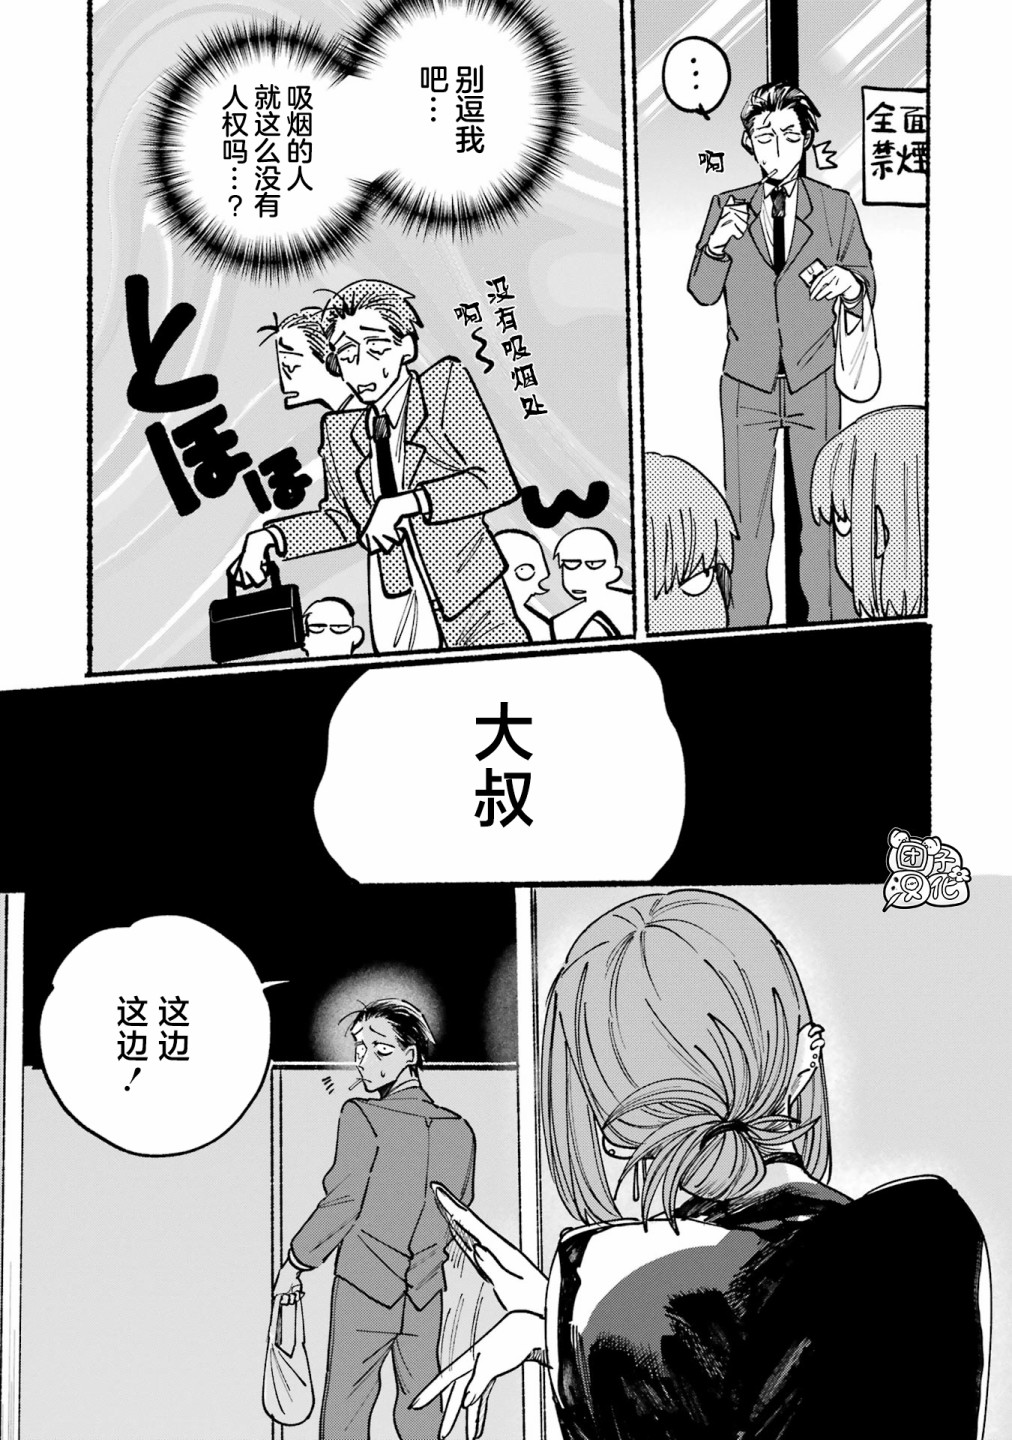 …
啊
全面
禁煙
别逗我
吧…
吸烟的人
就这么没有
人权吗…?
没有吸烟处
啊～
とほほ
大
叔
这边
这边!
团子
汉化